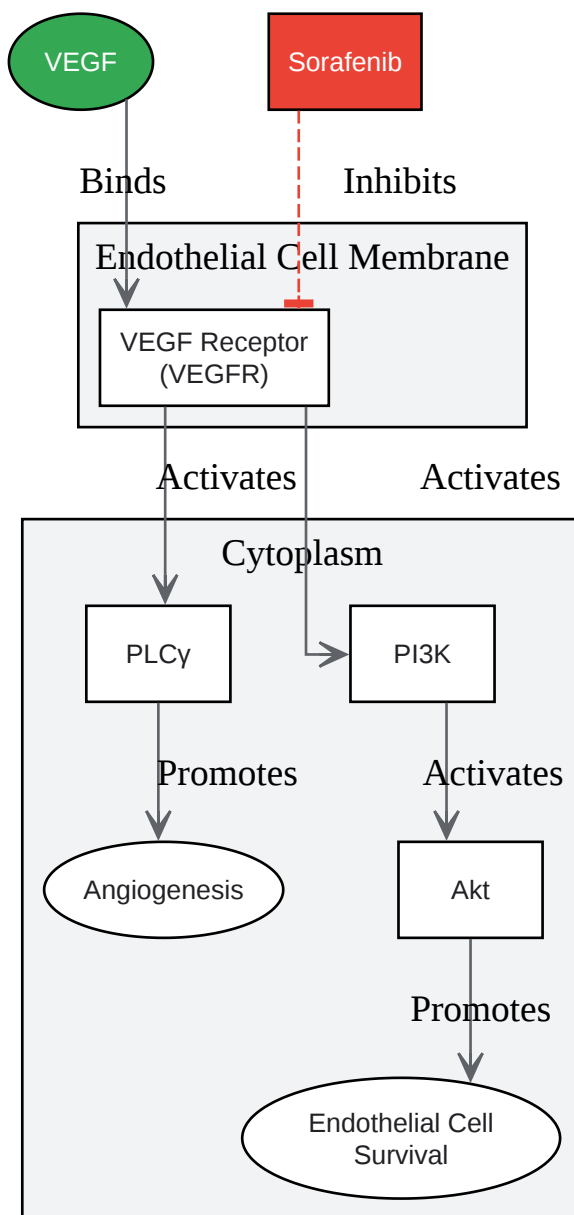 VEGF
Sorafenib
Binds
Inhibits
Endothelial Cell Membrane
VEGF Receptor
(VEGFR)
Activates
Activates
Cytoplasm
PLCγ
PI3K
Promotes
Activates
Angiogenesis
Akt
Promotes
Endothelial Cell
Survival